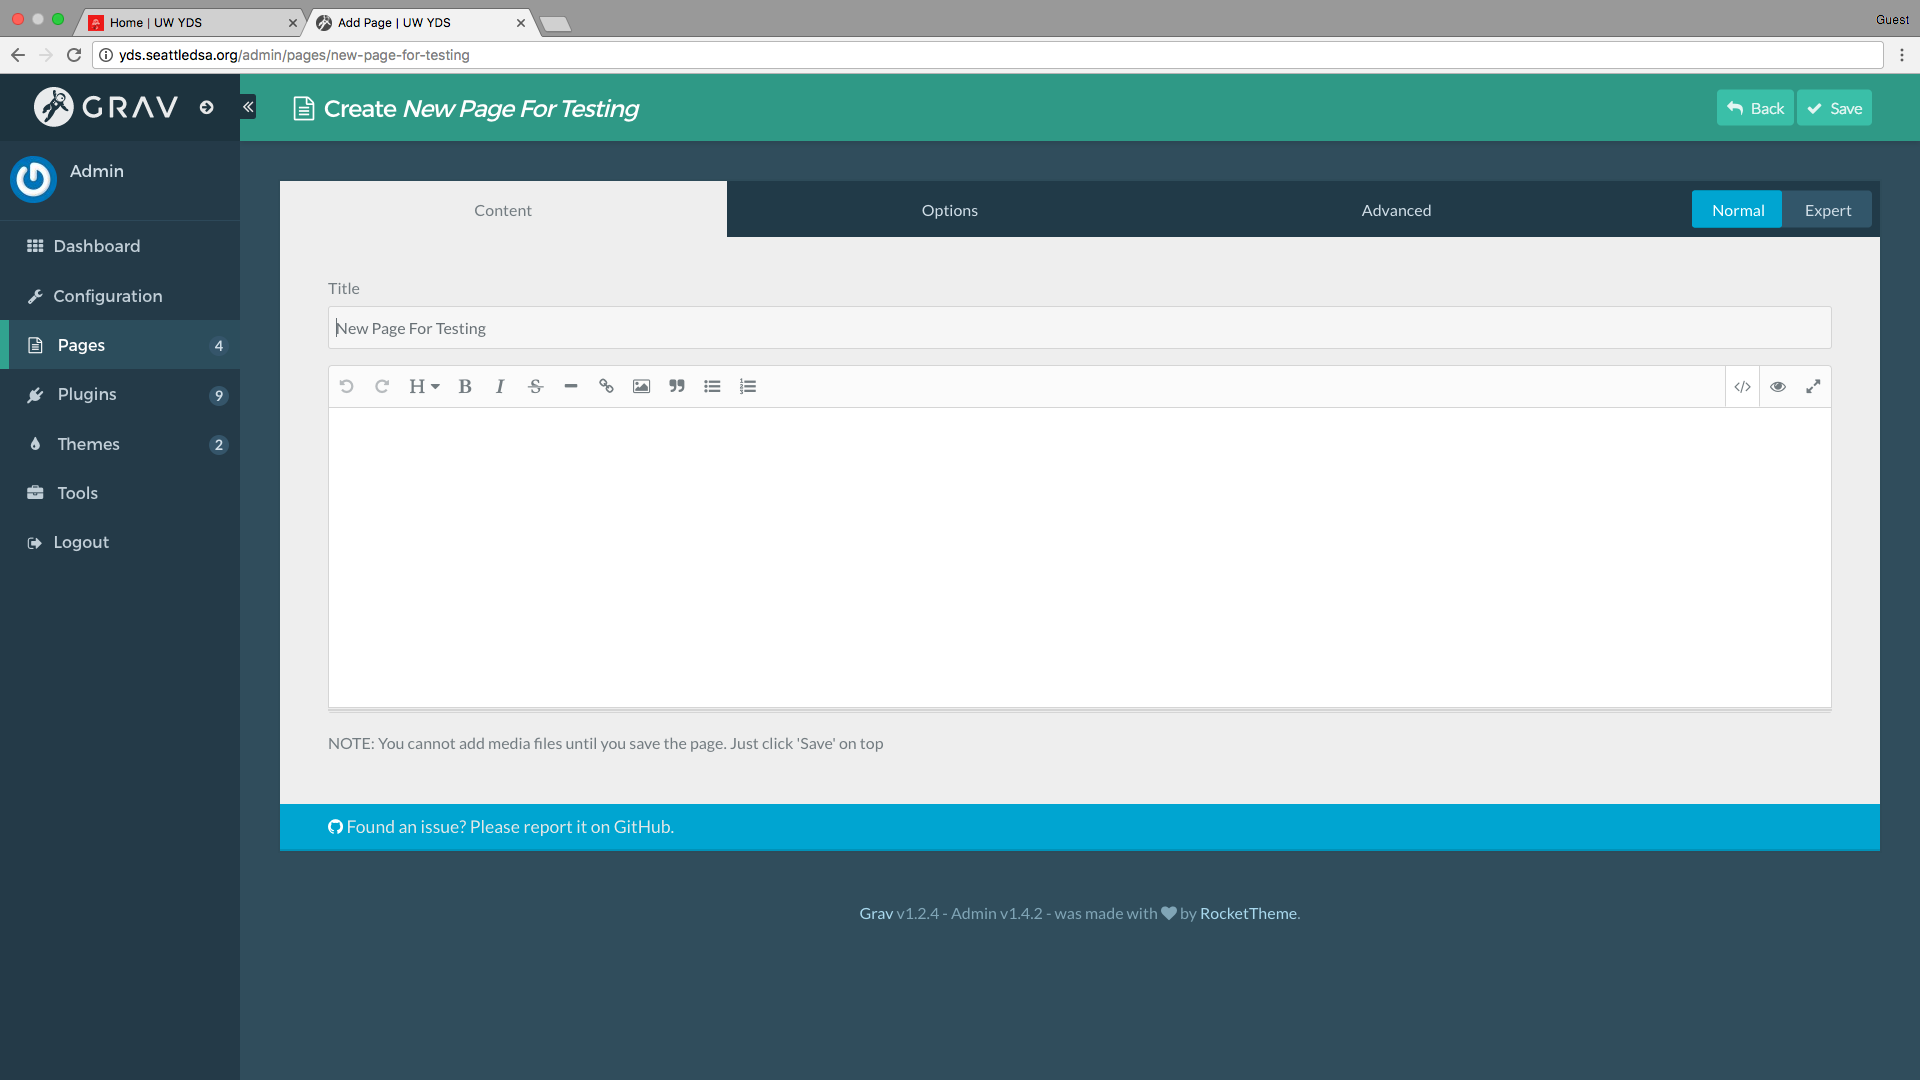 Home | UW YDS
Add Page | UW YDS
Guest
yds.seattledsa.org/admin/pages/new-page-for-testing
GRAV
Create New Page For Testing
Back
Save
Admin
Dashboard
Configuration
Pages 4
Plugins 9
Themes 2
Tools
Logout
Content
Options
Advanced
Normal
Expert
Title
New Page For Testing
H B I S
NOTE: You cannot add media files until you save the page. Just click 'Save' on top
Found an issue? Please report it on GitHub.
Grav v1.2.4 - Admin v1.4.2 - was made with by RocketTheme.